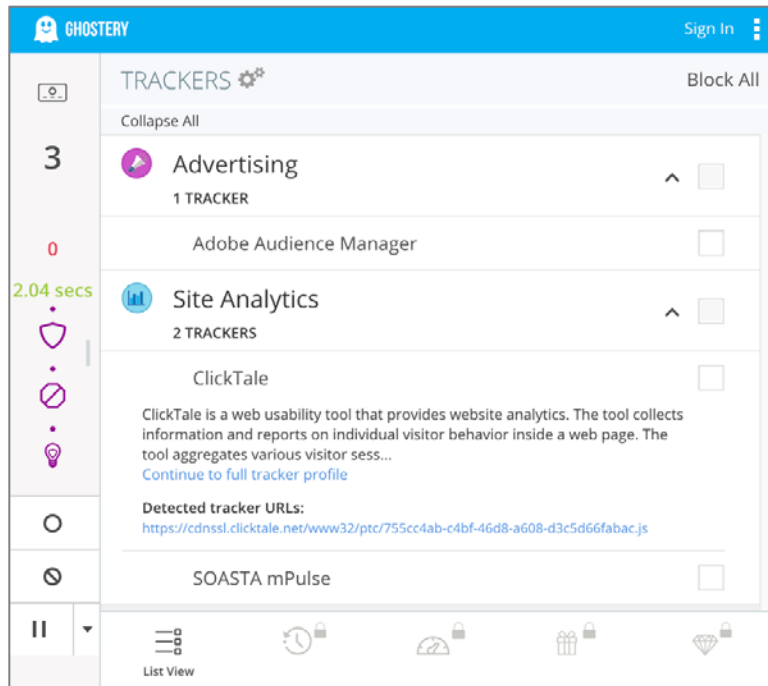 GHOSTERY
Sign In
TRACKERS
Block All
Collapse All
3
0
2.04 secs
Advertising
1 TRACKER
Adobe Audience Manager
Site Analytics
2 TRACKERS
ClickTale
ClickTale is a web usability tool that provides website analytics. The tool collects
information and reports on individual visitor behavior inside a web page. The
tool aggregates various visitor sess...
Continue to full tracker profile
Detected tracker URLs:
https://cdnssl.clicktale.net/www32/ptc/755cc4ab-c4bf-46d8-a608-d3c5d66fabac.js
SOASTA mPulse
List View